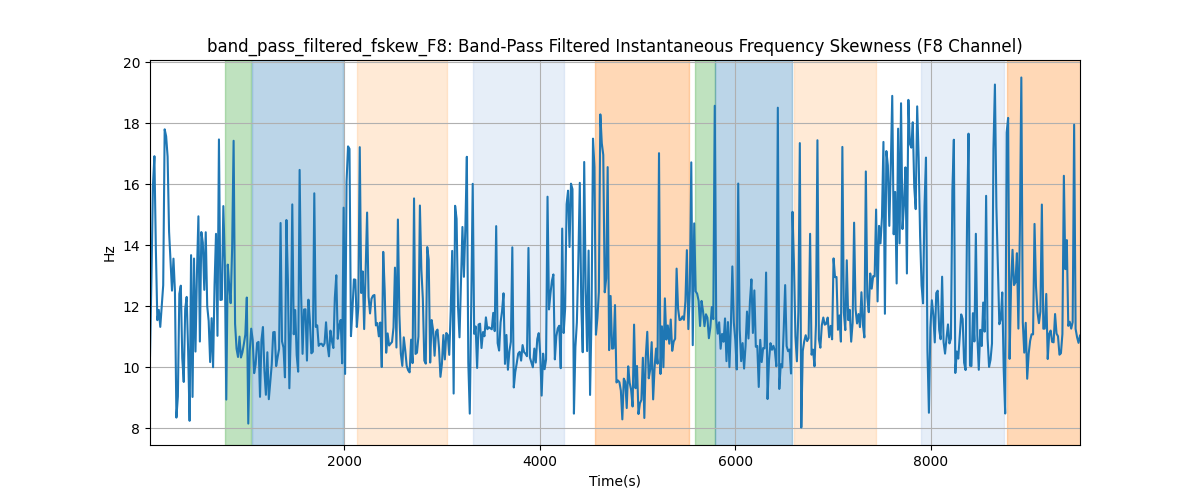 band_pass_filtered_fskew_F8: Band-Pass Filtered Instantaneous Frequency Skewness (F8 Channel)
20
18
16
14
12
10
8
Hz
2000 4000 6000 8000
Time(s)